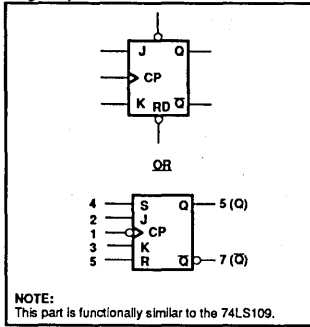 J Q
CP
K RD Q̅
OR
4 S Q 5 (Q)
2 J
1 CP
3 K
5 R Q̅ 7 (Q̅)
NOTE:
This part is functionally similar to the 74LS109.